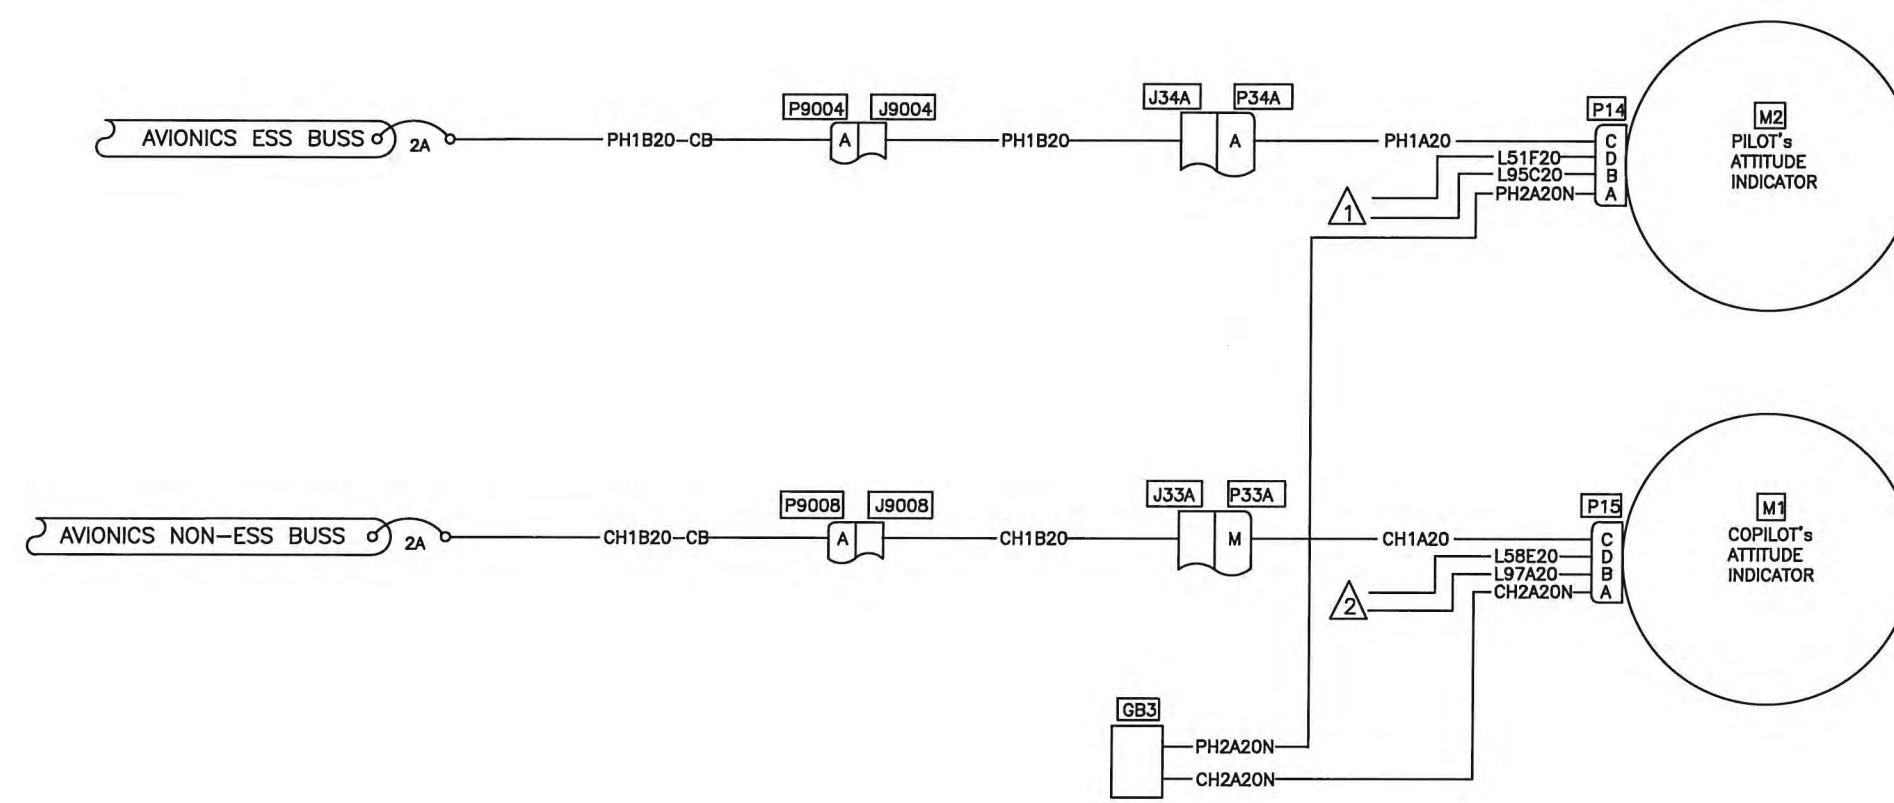 AVIONICS ESS BUSS
2A
PH1B20-CB
P9004
J9004
A
PH1B20
J34A
P34A
A
PH1A20
L51F20
L95C20
PH2A20N
1
P14
C
D
B
A
M2
PILOT's
ATTITUDE
INDICATOR
AVIONICS NON-ESS BUSS
2A
CH1B20-CB
P9008
J9008
A
CH1B20
J33A
P33A
M
CH1A20
L58E20
L97A20
CH2A20N
2
P15
C
D
B
A
M1
COPILOT's
ATTITUDE
INDICATOR
GB3
PH2A20N
CH2A20N